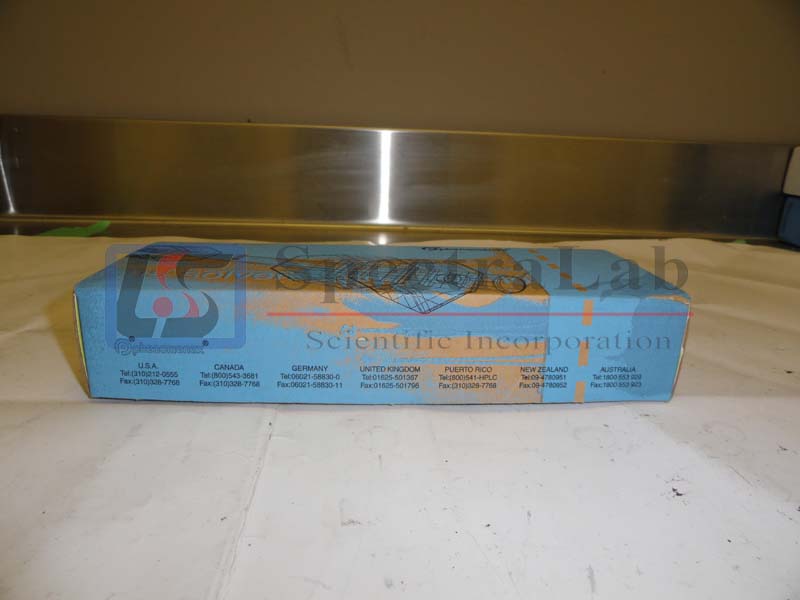 SpectraLab
Scientific Incorporation
phenomenex
U.S.A.
Tel:(310)212-0555
Fax:(310)328-7768
CANADA
Tel:(800)543-3681
Fax:(310)328-7768
GERMANY
Tel:06021-58830-0
Fax:06021-58830-11
UNITED KINGDOM
Tel:01625-501367
Fax:01625-501796
PUERTO RICO
Tel:(800)541-HPLC
Fax:(310)328-7768
NEW ZEALAND
Tel:09-4780951
Fax:09-4780952
AUSTRALIA
Tel:1800 553 028
Fax:1800 553 923